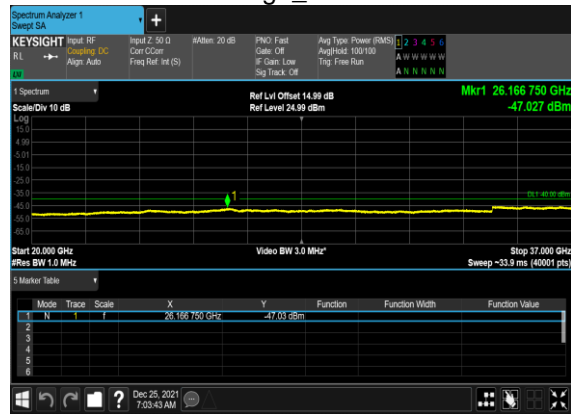 Spectrum Analyzer 1
Swept SA
+
KEYSIGHT
RL
Input: RF
Coupling: DC
Align: Auto
Input Z: 50 Ω
Corr CCorr
Freq Ref: Int (S)
#Atten: 20 dB
PNO: Fast
Gate: Off
IF Gain: Low
Sig Track: Off
Avg Type: Power (RMS)
Avg|Hold: 100/100
Trig: Free Run
1 2 3 4 5 6
A W W W W W
A N N N N N
1 Spectrum
Scale/Div 10 dB
Ref Lvl Offset 14.99 dB
Ref Level 24.99 dBm
Mkr1 26.166 750 GHz
-47.027 dBm
Log
15.0
4.99
-5.01
-15.0
-25.0
-35.0
-45.0
-55.0
-65.0
1
DL1 -40.00 dBm
Start 20.000 GHz
#Res BW 1.0 MHz
Video BW 3.0 MHz*
Stop 37.000 GHz
Sweep ~33.9 ms (40001 pts)
5 Marker Table
Mode Trace Scale X Y Function Function Width Function Value
1 N 1 f 26.166 750 GHz -47.03 dBm
2
3
4
5
6
?
Dec 25, 2021
7:03:43 AM